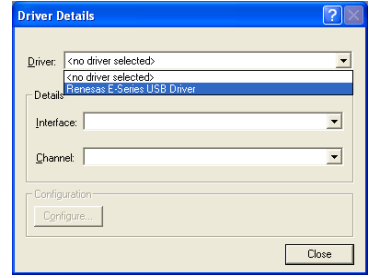 Driver Details
Driver: <no driver selected>
<no driver selected>
Renesas E-Series USB Driver
Details
Interface:
Channel:
Configuration
Configure...
Close